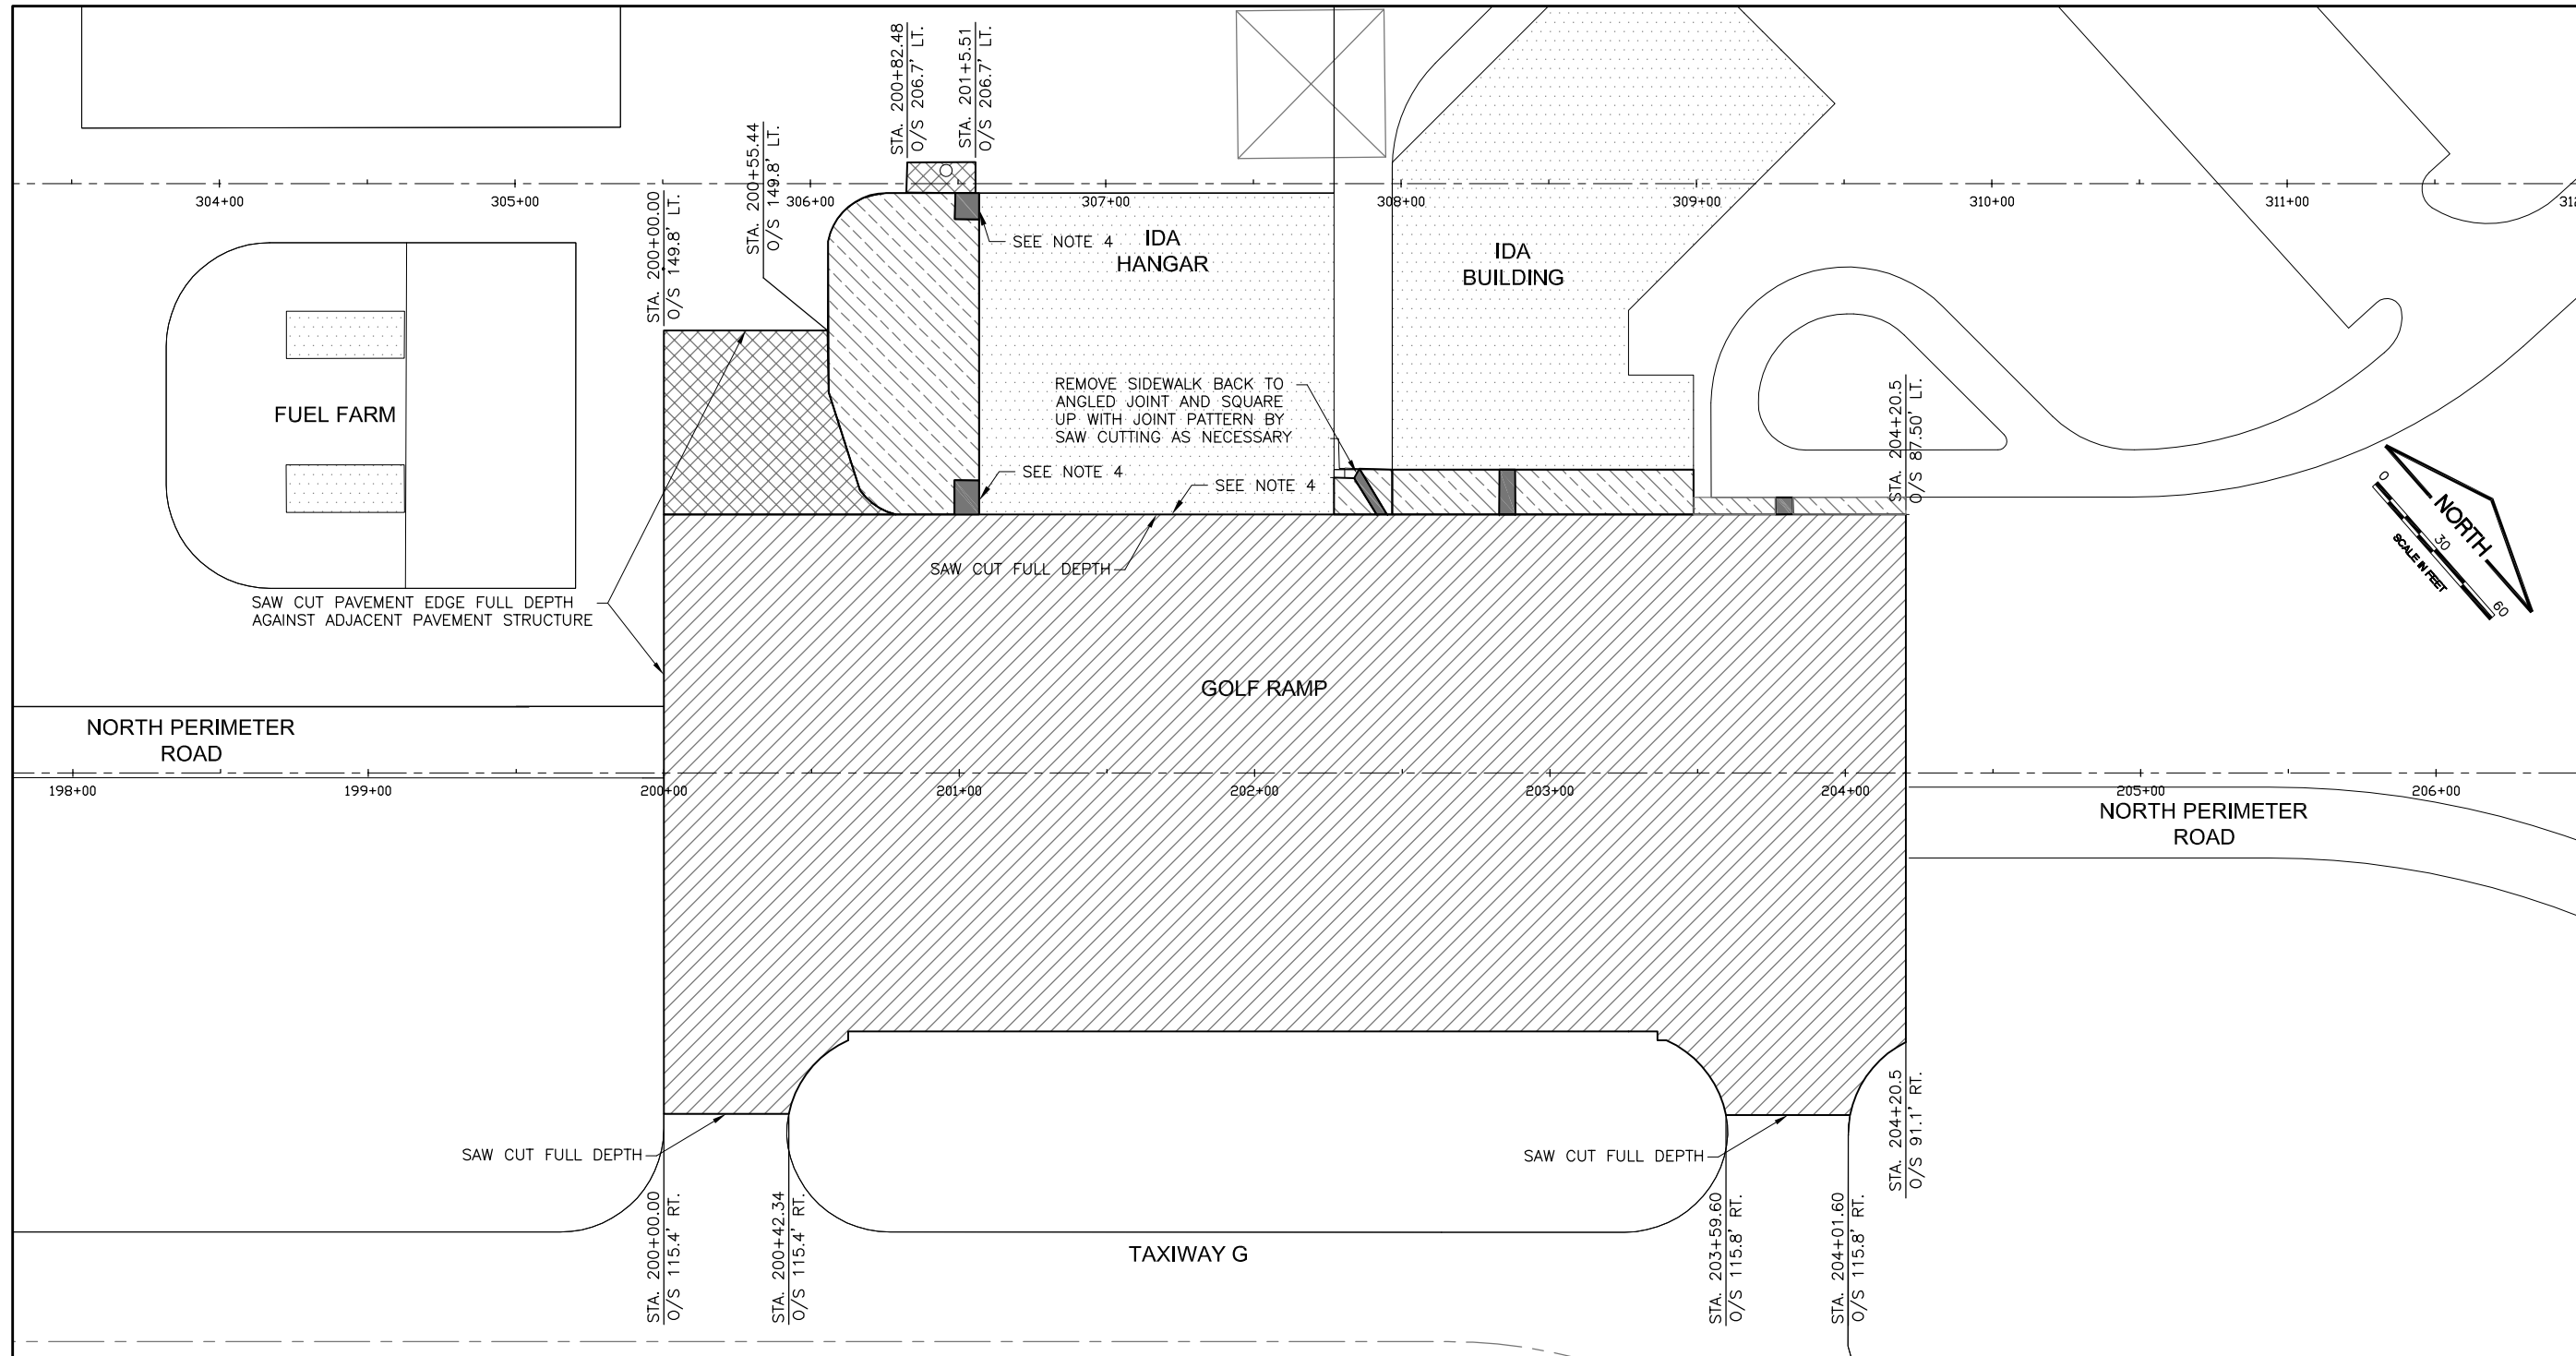 STA. 200+82.48
O/S 206.7' LT.
STA. 201+5.51
O/S 206.7' LT.
STA. 200+55.44
O/S 149.8' LT.
STA. 200+00.00
O/S 149.8' LT.
304+00
305+00
306+00
307+00
308+00
309+00
310+00
311+00
SEE NOTE 4
IDA
HANGAR
IDA
BUILDING
FUEL FARM
REMOVE SIDEWALK BACK TO
ANGLED JOINT AND SQUARE
UP WITH JOINT PATTERN BY
SAW CUTTING AS NECESSARY
STA. 204+20.5
O/S 87.50' LT.
SEE NOTE 4
SEE NOTE 4
SAW CUT FULL DEPTH
0
30
60
SCALE IN FEET
NORTH
SAW CUT PAVEMENT EDGE FULL DEPTH
AGAINST ADJACENT PAVEMENT STRUCTURE
GOLF RAMP
NORTH PERIMETER
ROAD
198+00
199+00
200+00
201+00
202+00
203+00
204+00
205+00
206+00
NORTH PERIMETER
ROAD
SAW CUT FULL DEPTH
SAW CUT FULL DEPTH
STA. 204+20.5
O/S 91.1' RT.
STA. 200+00.00
O/S 115.4' RT.
STA. 200+42.34
O/S 115.4' RT.
TAXIWAY G
STA. 203+59.60
O/S 115.8' RT.
STA. 204+01.60
O/S 115.8' RT.